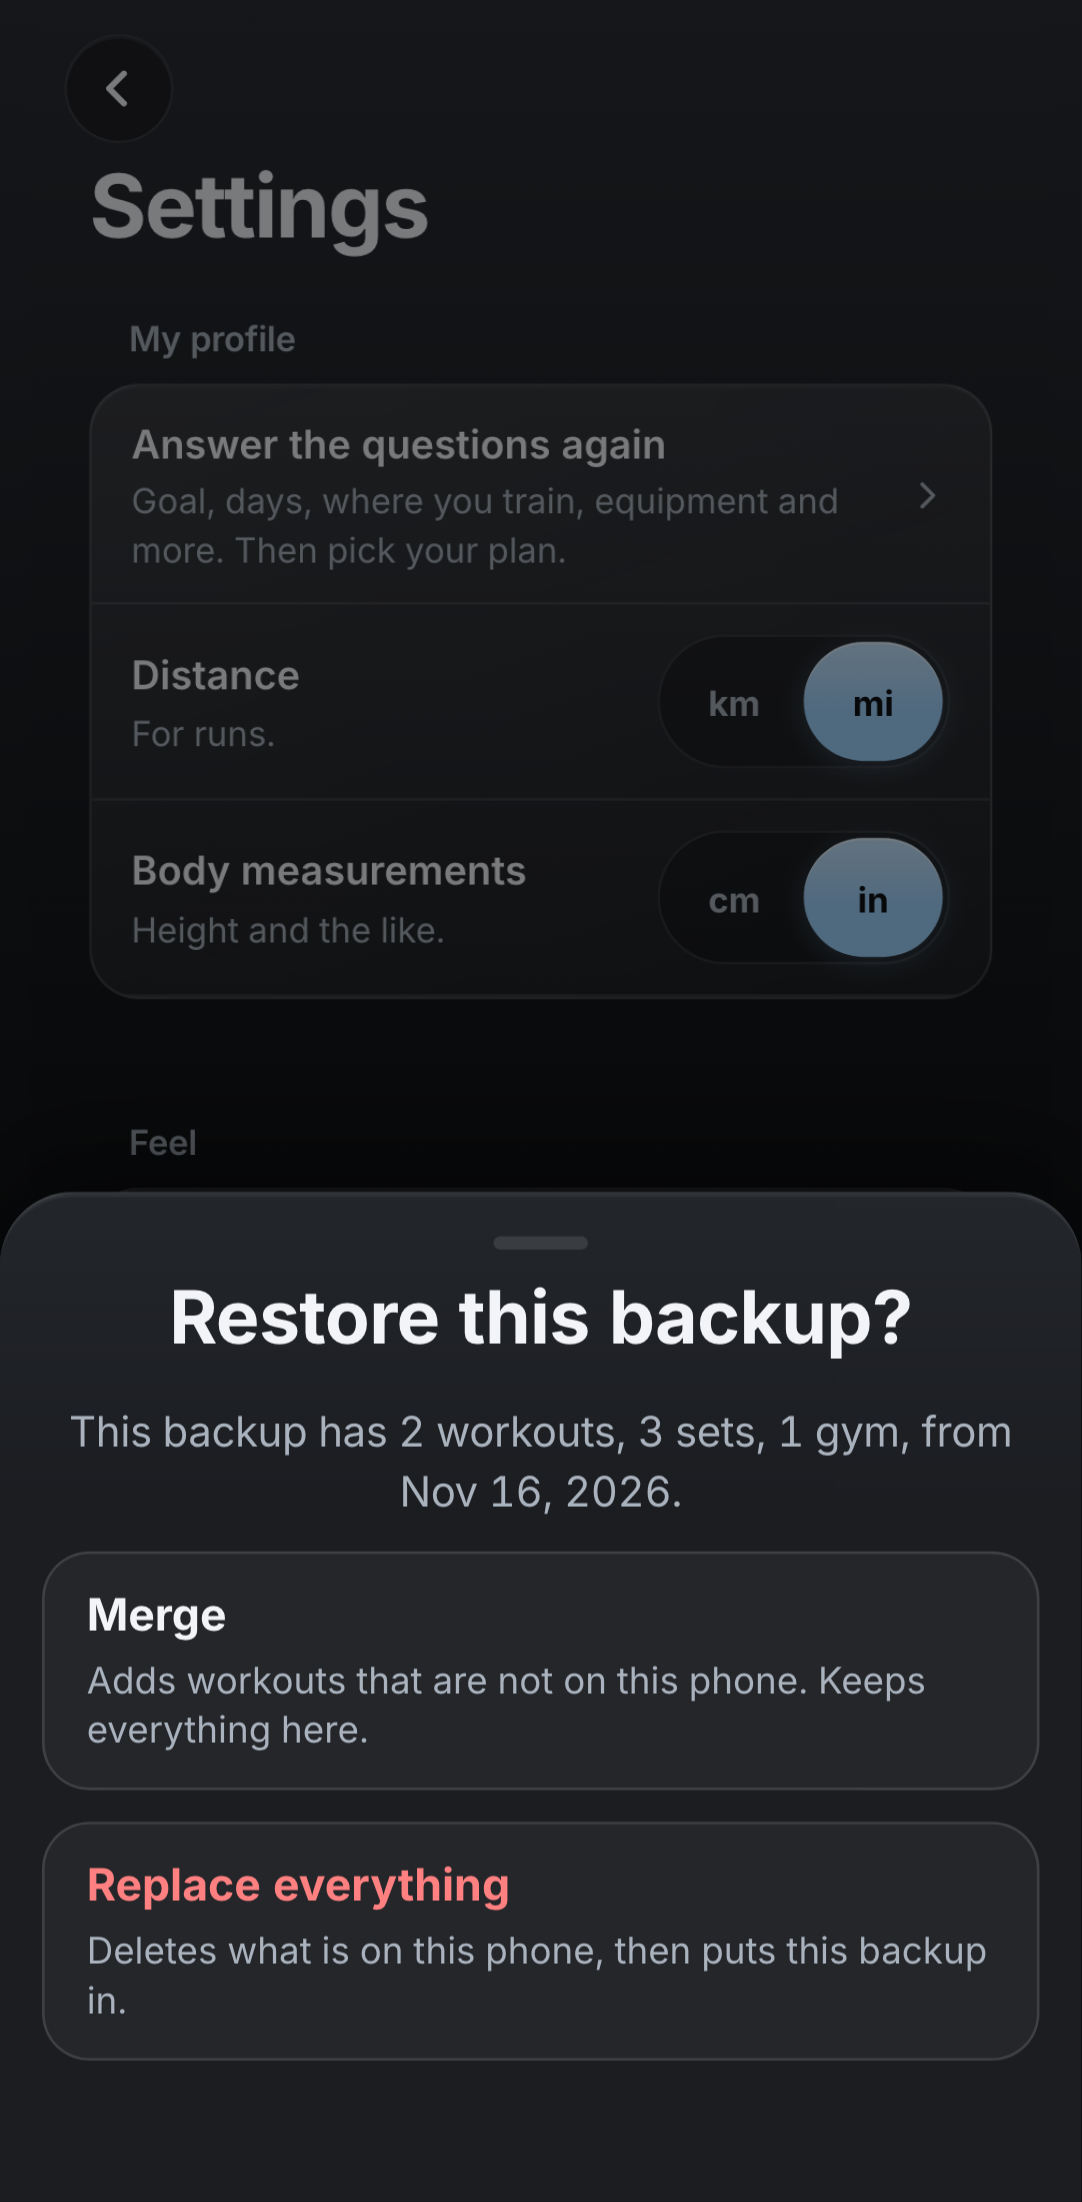 Settings
My profile
Answer the questions again
Goal, days, where you train, equipment and
more. Then pick your plan.
Distance
For runs.
km
mi
Body measurements
Height and the like.
cm
in
Feel
Restore this backup?
This backup has 2 workouts, 3 sets, 1 gym, from
Nov 16, 2026.
Merge
Adds workouts that are not on this phone. Keeps
everything here.
Replace everything
Deletes what is on this phone, then puts this backup
in.